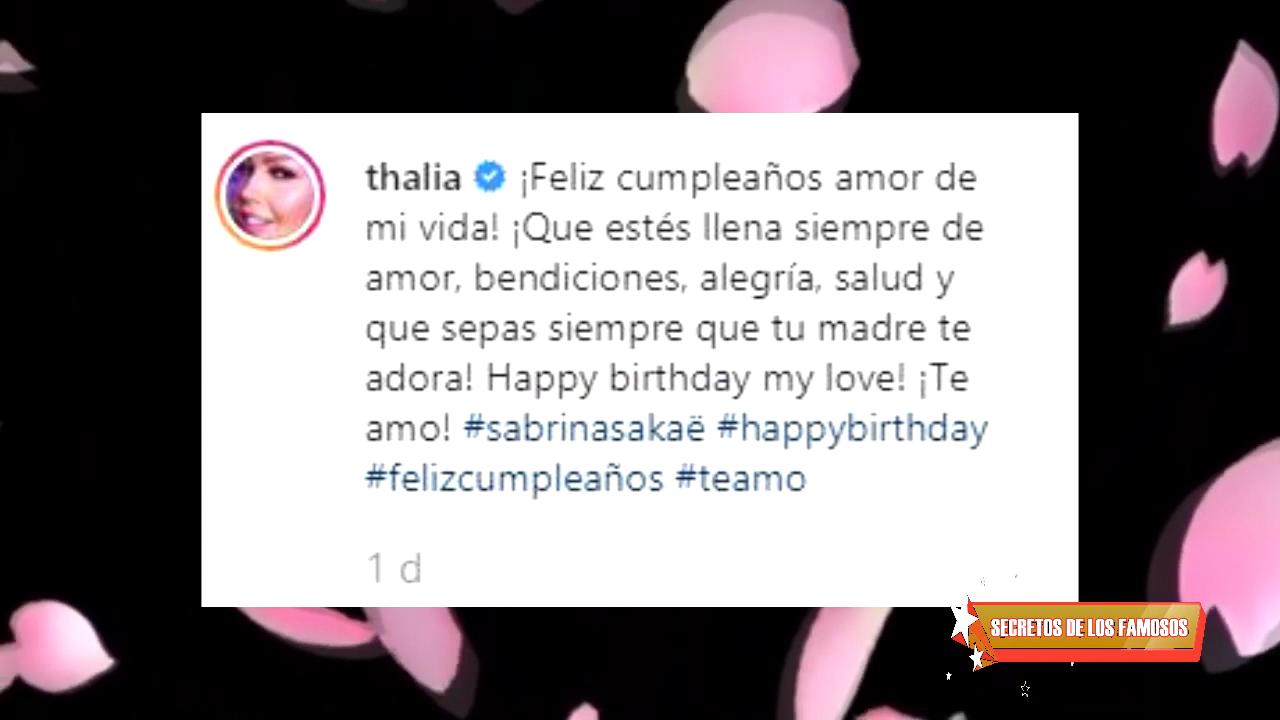 thalia ¡Feliz cumpleaños amor de
mi vida! ¡Que estés llena siempre de
amor, bendiciones, alegría, salud y
que sepas siempre que tu madre te
adora! Happy birthday my love! ¡Te
amo! #sabrinasakaë #happybirthday
#felizcumpleaños #teamo
1 d
SECRETOS DE LOS FAMOSOS